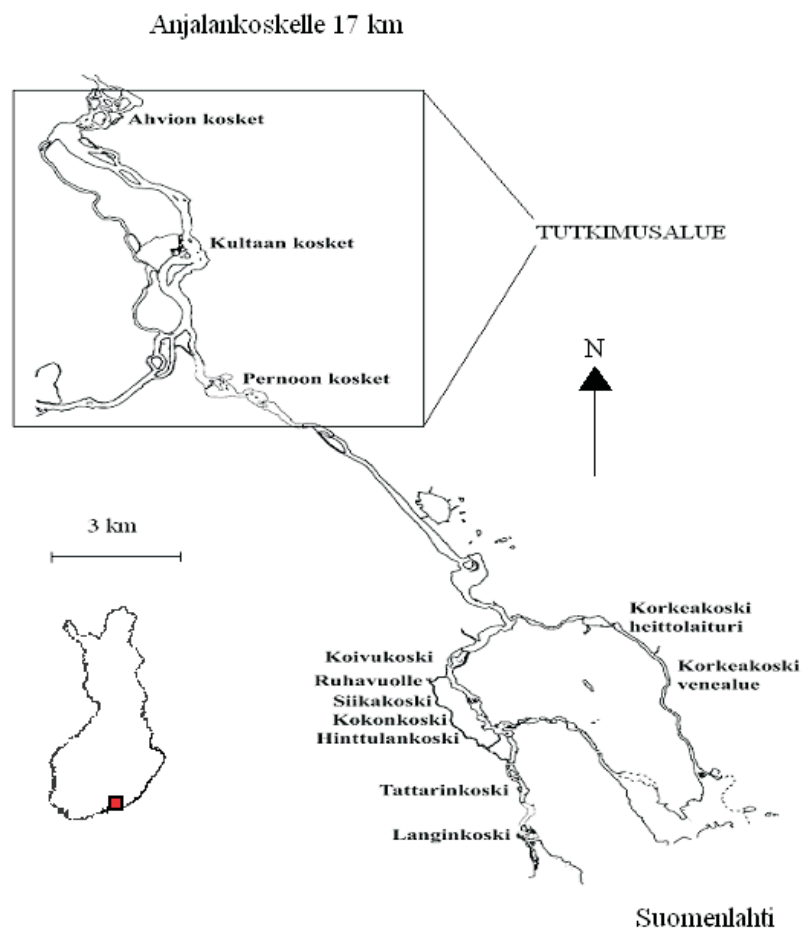 Anjalankoskelle 17 km
Ahvion kosket
Kultaan kosket
TUTKIMUSALUE
N
Pernoon kosket
3 km
Korkeakoski
heittolaituri
Koivukoski
Korkeakoski
venealue
Ruhavuolle
Siikakoski
Kokonkoski
Hinttulankoski
Tattarinkoski
Langinkoski
Suomenlahti